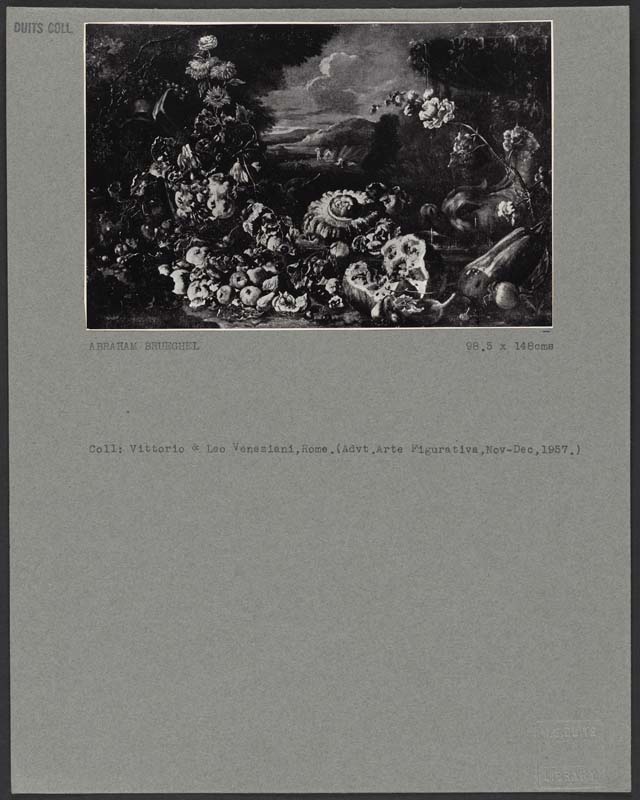 DUITS COLL.
ABRAHAM BRUEGHEL
98.5 x 148cms
Coll: Vittorio & Leo Veneziani,Rome.(Advt.Arte Figurativa,Nov-Dec,1957.)
LIBRARY